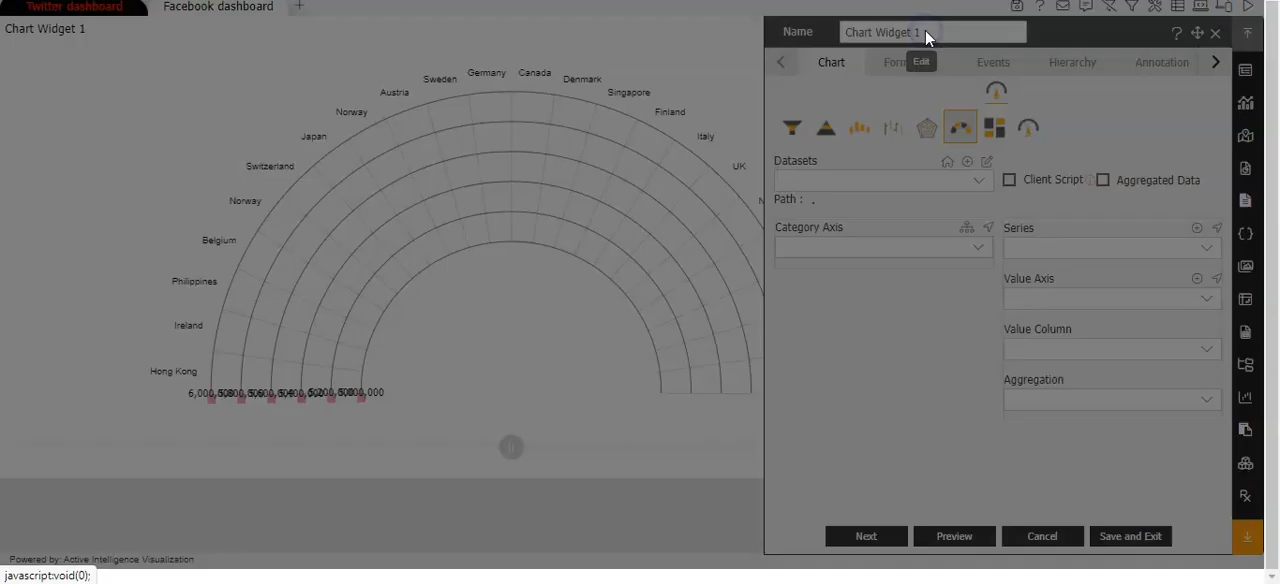 Twitter dashboard
Facebook dashboard
+
Chart Widget 1
Name
Chart Widget 1
Edit
Chart
Form
Events
Hierarchy
Annotation
Datasets
Client Script
Aggregated Data
Path : .
Category Axis
Series
Value Axis
Value Column
Aggregation
Next
Preview
Cancel
Save and Exit
Germany
Canada
Sweden
Denmark
Austria
Singapore
Norway
Finland
Japan
Italy
Switzerland
UK
Norway
N
Belgium
Philippines
Ireland
Hong Kong
Powered by: Active Intelligence Visualization
javascript:void(0);